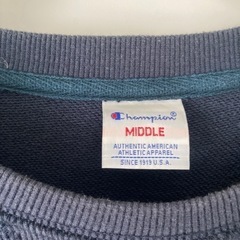 Champion
MIDDLE
AUTHENTIC AMERICAN
ATHLETIC APPAREL
SINCE 1919 U.S.A.